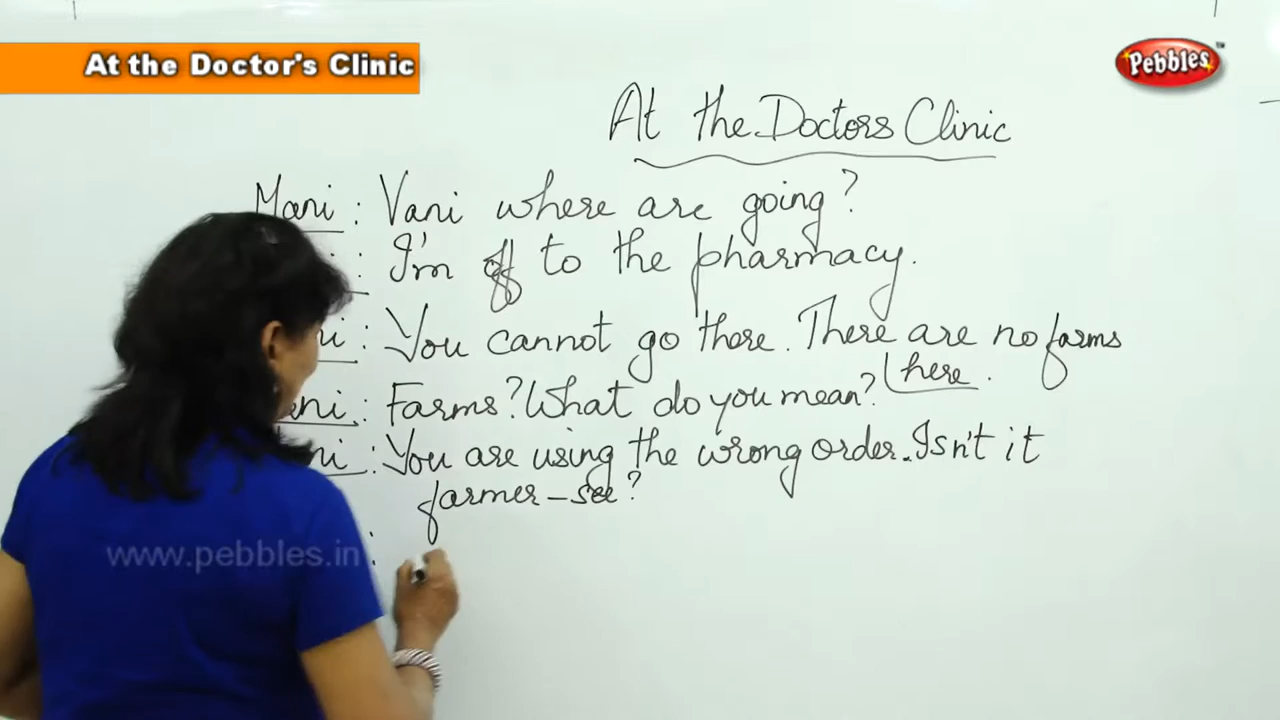 At the Doctor's Clinic
Pebbles™
At the Doctors Clinic
Mani : Vani where are going?
: I'm off to the pharmacy.
: You cannot go there. There are no farms
here.
: Farms? What do you mean?
: You are using the wrong order. Isn't it
farmer-see?
:
www.pebbles.in